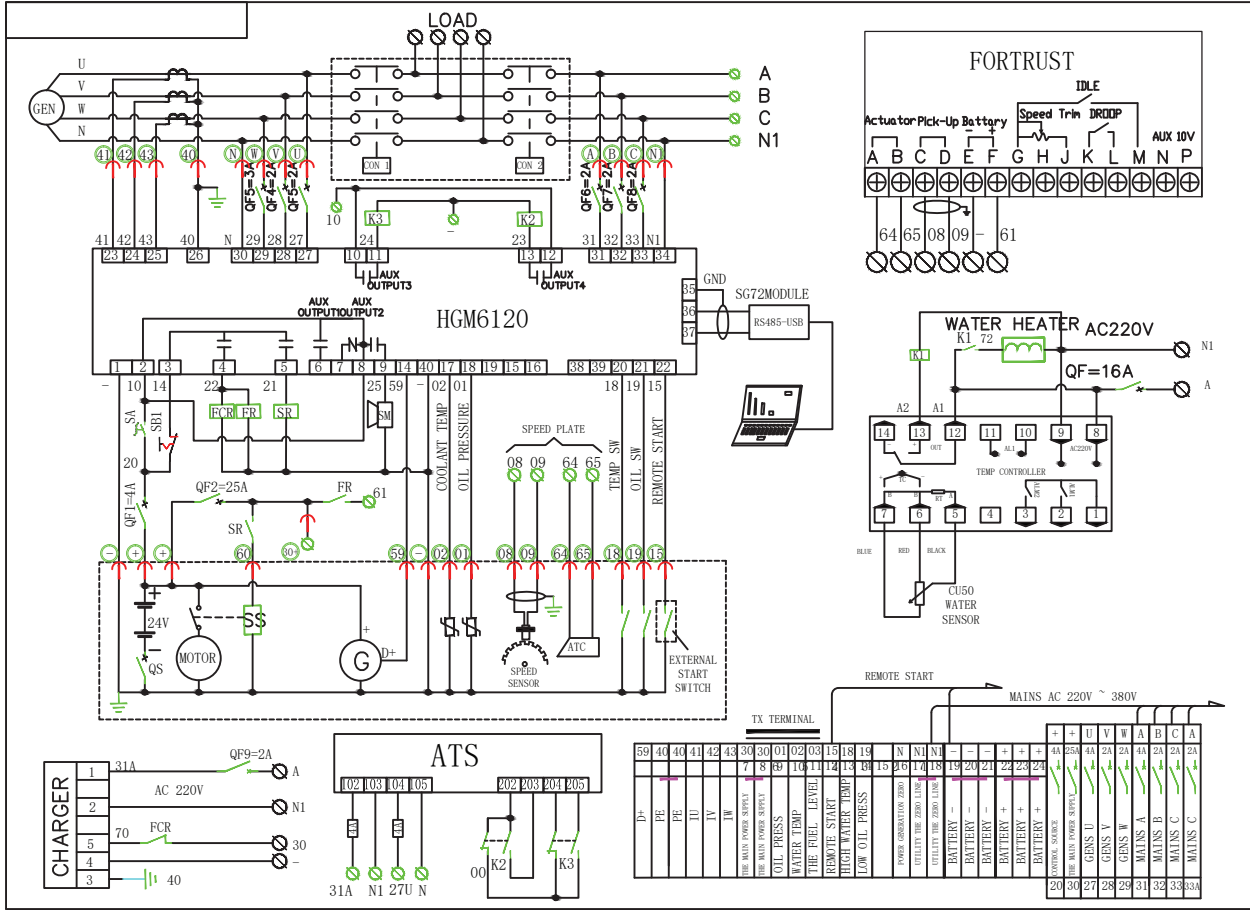 LOAD
U
V
W
N
GEN
CON 1
CON 2
A
B
C
N1
41 42 43 40 N W V U A B C N1
QF5=3A
QF4=2A
QF5=2A
QF6=2A
QF7=2A
QF8=2A
10 K3 - K2
41 42 43 40 N 29 28 27 24 23 31 32 33 N1
23 24 25 26 30 29 28 27 10 11 13 12 31 32 33 34
AUX
OUTPUT3
AUX
OUTPUT4
AUX
OUTPUT1
AUX
OUTPUT2
HGM6120
35
36
37
GND
SG72MODULE
RS485-USB
1 2 3 4 5 6 7 8 9 14 40 17 18 19 15 16 38 39 20 21 22
- 10 14 22 21 25 59 - 02 01 18 19 15
SA
SB1
FCR
FR
SR
SM
COOLANT TEMP
OIL PRESSURE
SPEED PLATE
TEMP SW
OIL SW
REMOTE START
20
08 09 64 65
QF1=4A
QF2=25A
FR
61
SR
- + + 60 30+ 59 - 02 01 08 09 64 65 18 19 15
+
24V
-
QS
MOTOR
SS
+
G
D+
SPEED
SENSOR
ATC
EXTERNAL
START
SWITCH
FORTRUST
IDLE
Actuator
Pick-Up
Battary
Speed Trim
DROOP
- +
AUX 10V
A B C D E F G H J K L M N P
64 65 08 09 - 61
WATER HEATER
AC220V
K1
K1
72
N1
QF=16A
A
A2
A1
14 13 12 11 10 9 8
- +
OUT
AL1
AC220V
TEMP CONTROLLER
+ TC
B B RT A
ALM2
ALM1
7 6 5 4 3 2 1
BLUE
RED
BLACK
CU50
WATER
SENSOR
CHARGER
1
2
5
4
3
31A
QF9=2A
A
AC 220V
N1
70
FCR
30
-
40
ATS
102 103 104 105 202 203 204 205
4A
4A
00
K2
K3
31A N1 27U N
REMOTE START
MAINS AC 220V ~ 380V
TX TERMINAL
59 40 40 41 42 43 30 30 01 02 03 15 18 19 N N1 N1 - - - + + + + + U V W A B C A
4A 25A 4A 2A 2A 4A 2A 2A 2A
7 8 9 10 11 12 13 14 15 16 17 18 19 20 21 22 23 24
D+
PE
PE
IU
IV
IW
THE MAIN POWER SUPPLY
THE MAIN POWER SUPPLY
OIL PRESS
WATER TEMP
THE FUEL LEVEL
REMOTE START
HIGH WATER TEMP
LOW OIL PRESS
POWER GENERATION ZERO
UTILITY THE ZERO LINE
UTILITY THE ZERO LINE
BATTERY -
BATTERY -
BATTERY -
BATTERY +
BATTERY +
BATTERY +
CONTROL SOURCE
THE MAIN POWER SUPPLY
GENS U
GENS V
GENS W
MAINS A
MAINS B
MAINS C
MAINS C
20 30 27 28 29 31 32 33 33A